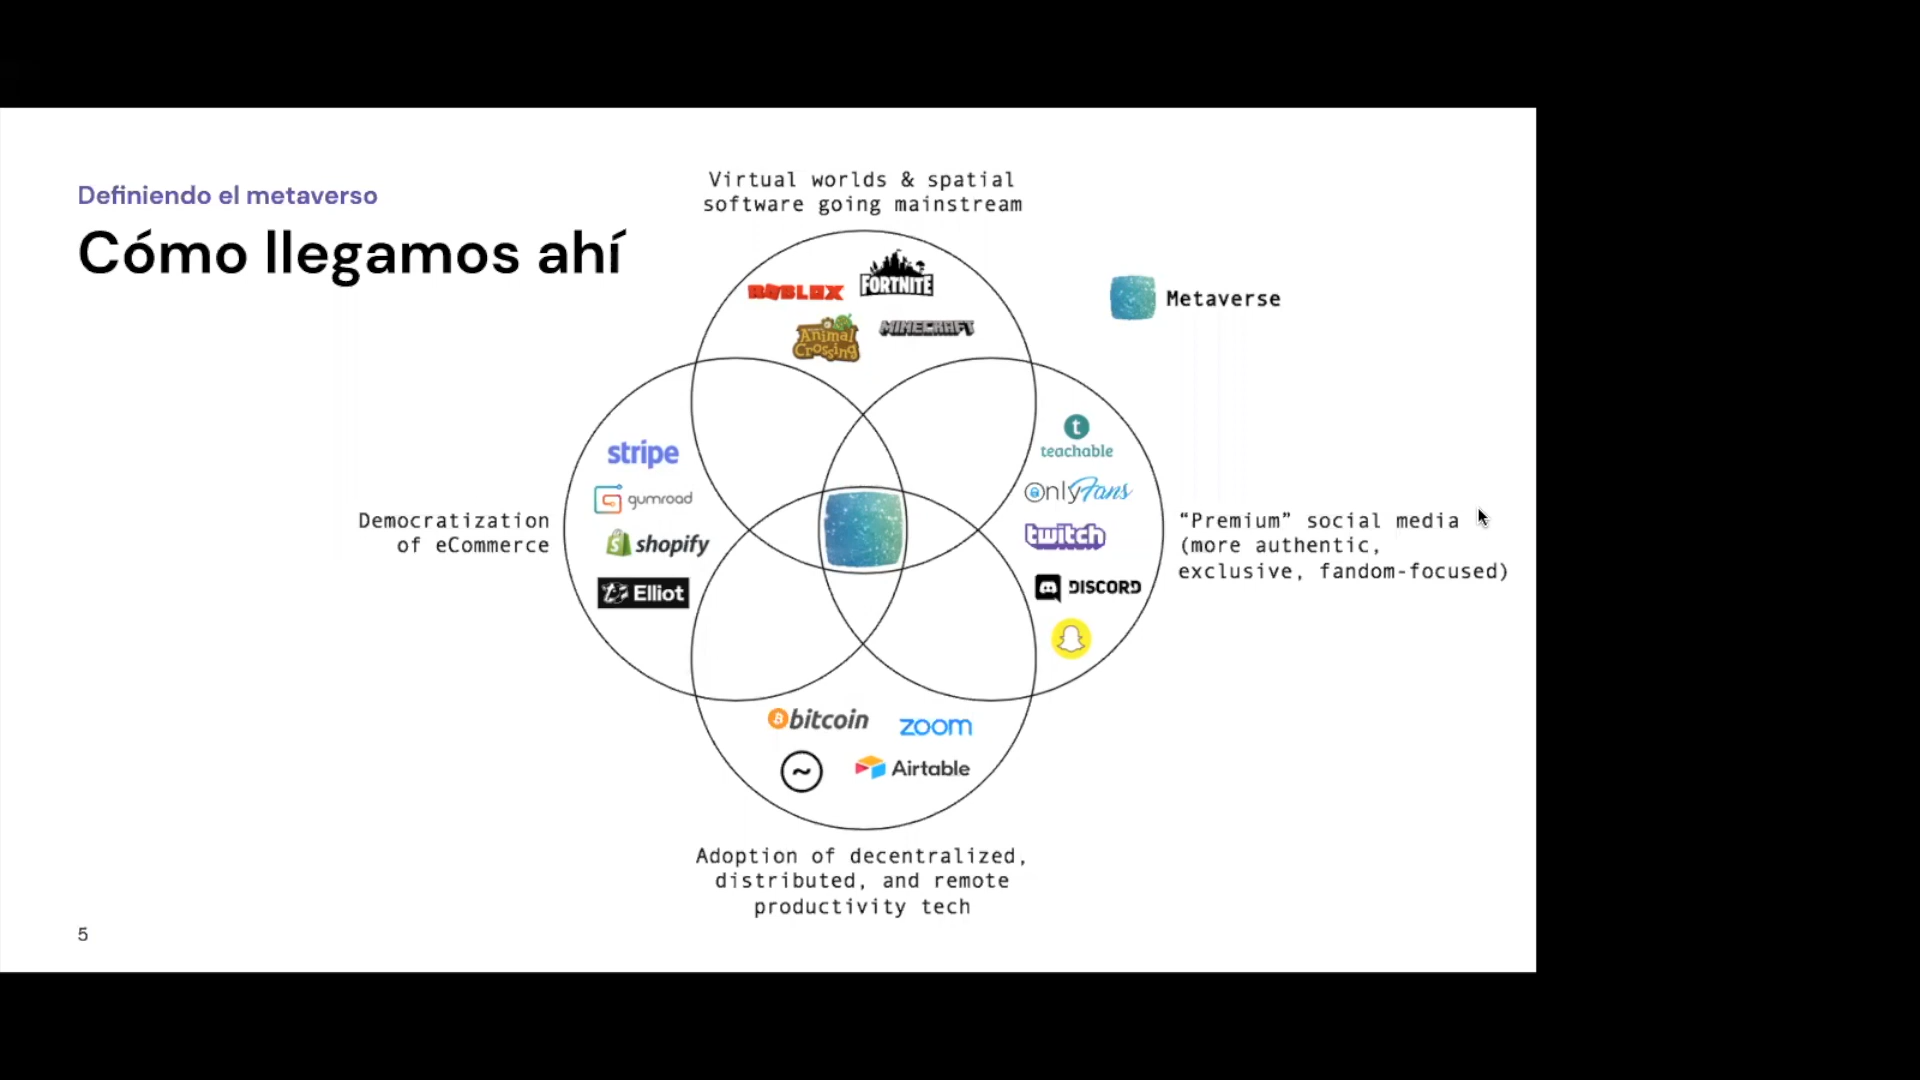 Definiendo el metaverso
Cómo llegamos ahí
Virtual worlds & spatial
software going mainstream
ROBLOX
FORTNITE
Animal
Crossing
MINECRAFT
Metaverse
stripe
gumroad
shopify
Elliot
Democratization
of eCommerce
t
teachable
OnlyFans
twitch
DISCORD
“Premium” social media
(more authentic,
exclusive, fandom-focused)
bitcoin
zoom
~
Airtable
Adoption of decentralized,
distributed, and remote
productivity tech
5